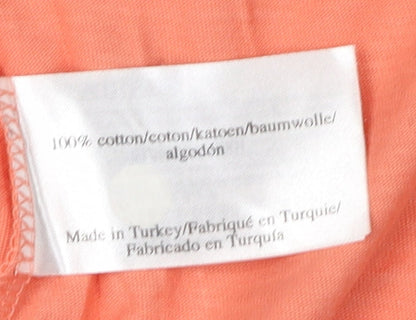 100% cotton/coton/katoen/baumwolle/
algodón
Made in Turkey/Fabriqué en Turquie/
Fabricado en Turquía